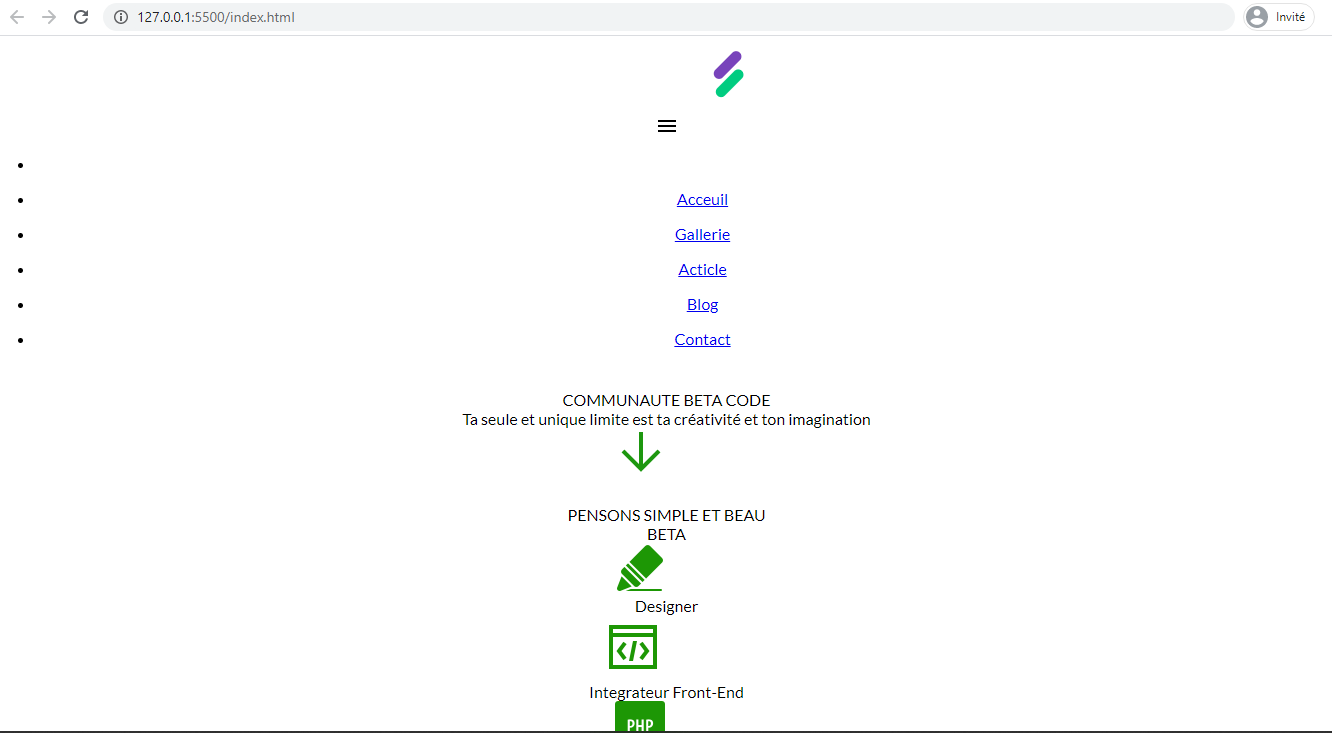 127.0.0.1:5500/index.html
Invité
Acceuil
Gallerie
Acticle
Blog
Contact
COMMUNAUTE BETA CODE
Ta seule et unique limite est ta créativité et ton imagination
PENSONS SIMPLE ET BEAU
BETA
Designer
</>
Integrateur Front-End
PHP